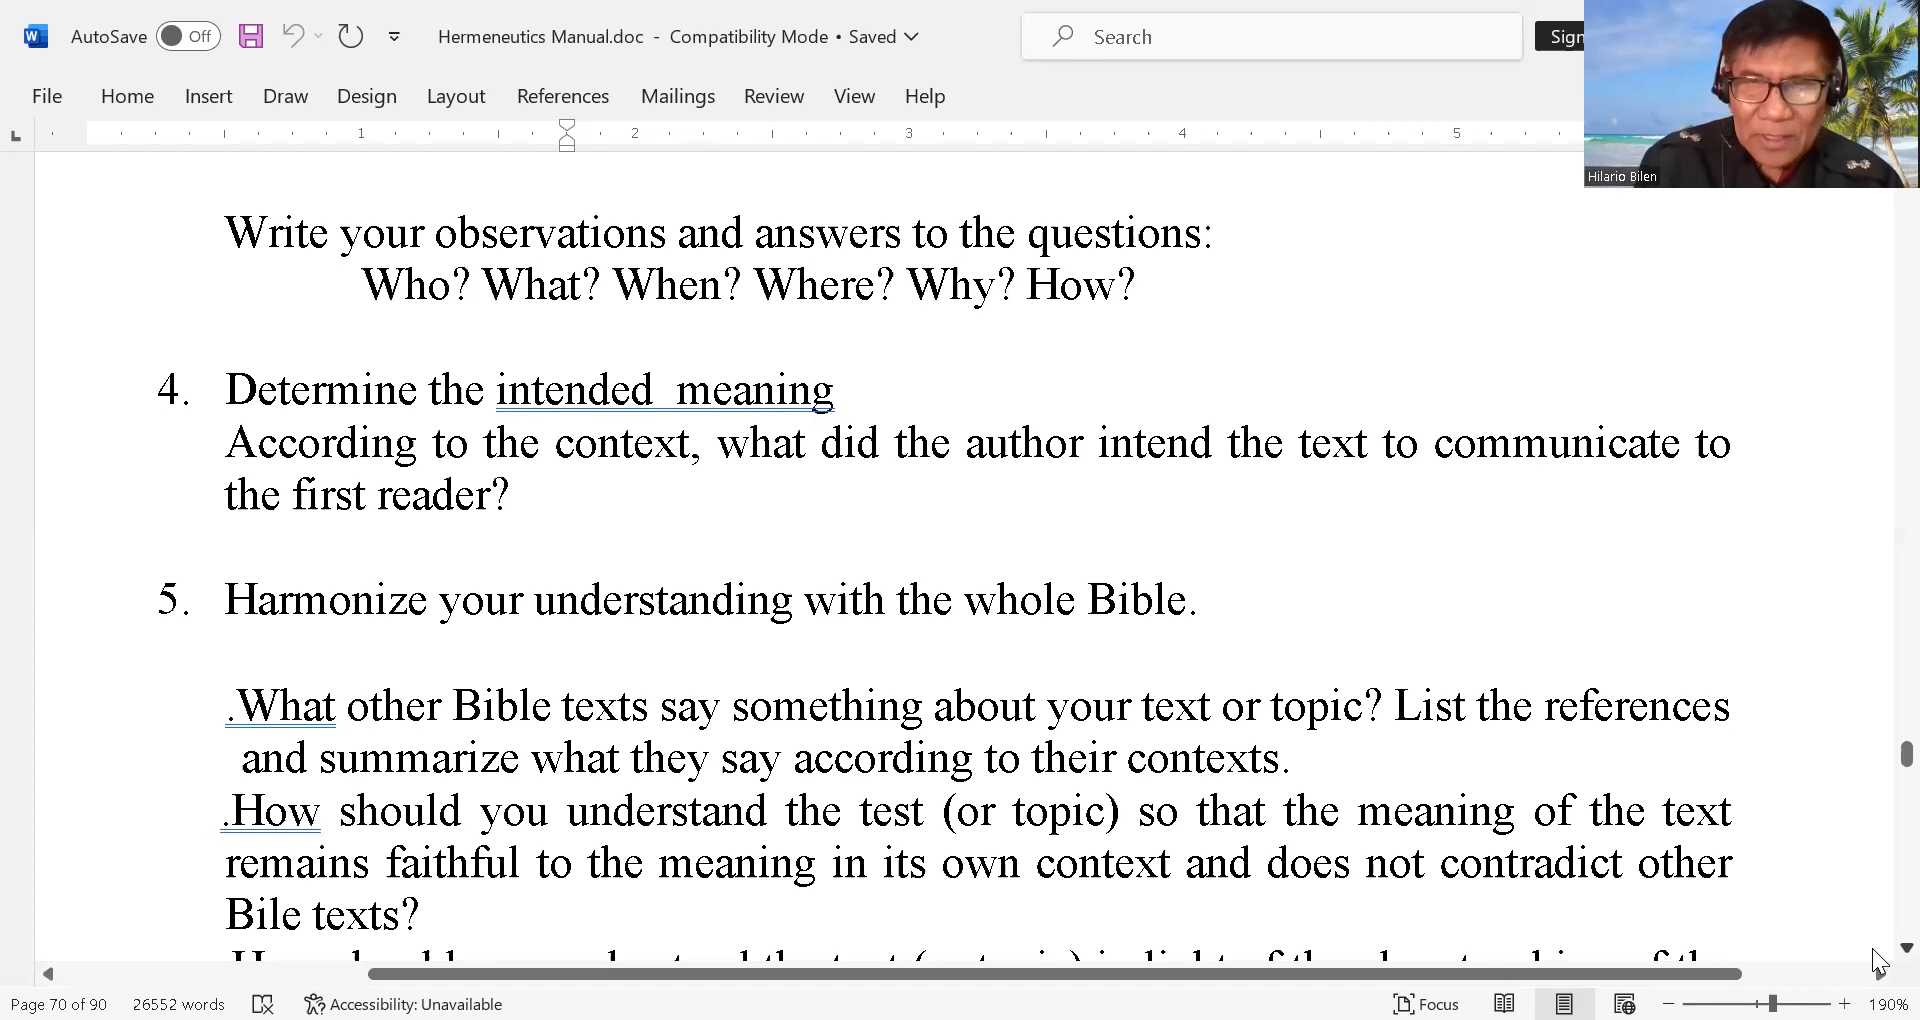 AutoSave Off Hermeneutics Manual.doc - Compatibility Mode • Saved Search Sign
File Home Insert Draw Design Layout References Mailings Review View Help
1 2 3 4 5
Hilario Bilen
Write your observations and answers to the questions:
Who? What? When? Where? Why? How?
4. Determine the intended meaning
According to the context, what did the author intend the text to communicate to
the first reader?
5. Harmonize your understanding with the whole Bible.
.What other Bible texts say something about your text or topic? List the references
and summarize what they say according to their contexts.
.How should you understand the test (or topic) so that the meaning of the text
remains faithful to the meaning in its own context and does not contradict other
Bile texts?
Page 70 of 90 26552 words Accessibility: Unavailable Focus 190%